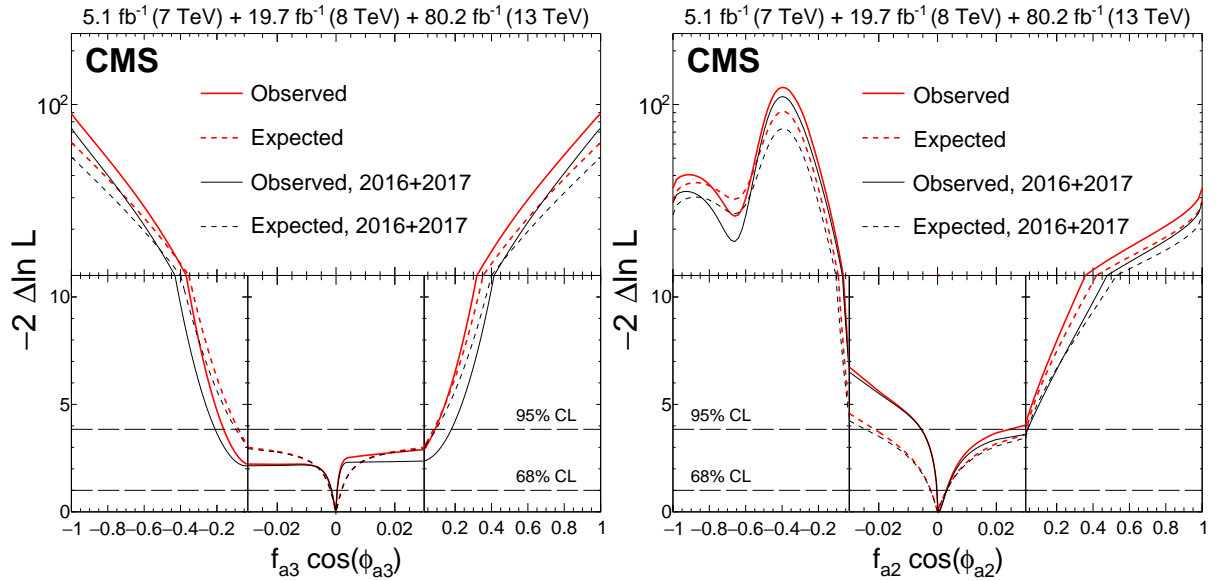 5.1 fb⁻¹ (7 TeV) + 19.7 fb⁻¹ (8 TeV) + 80.2 fb⁻¹ (13 TeV)
CMS
Observed
Expected
Observed, 2016+2017
Expected, 2016+2017
10²
10
5
0
−2 Δln L
95% CL
68% CL
−1 −0.8 −0.6 −0.4 −0.2 −0.02 0 0.02 0.2 0.4 0.6 0.8 1
f_a3 cos(ϕ_a3)
5.1 fb⁻¹ (7 TeV) + 19.7 fb⁻¹ (8 TeV) + 80.2 fb⁻¹ (13 TeV)
CMS
Observed
Expected
Observed, 2016+2017
Expected, 2016+2017
10²
10
5
0
−2 Δln L
95% CL
68% CL
−1 −0.8 −0.6 −0.4 −0.2 −0.02 0 0.02 0.2 0.4 0.6 0.8 1
f_a2 cos(ϕ_a2)